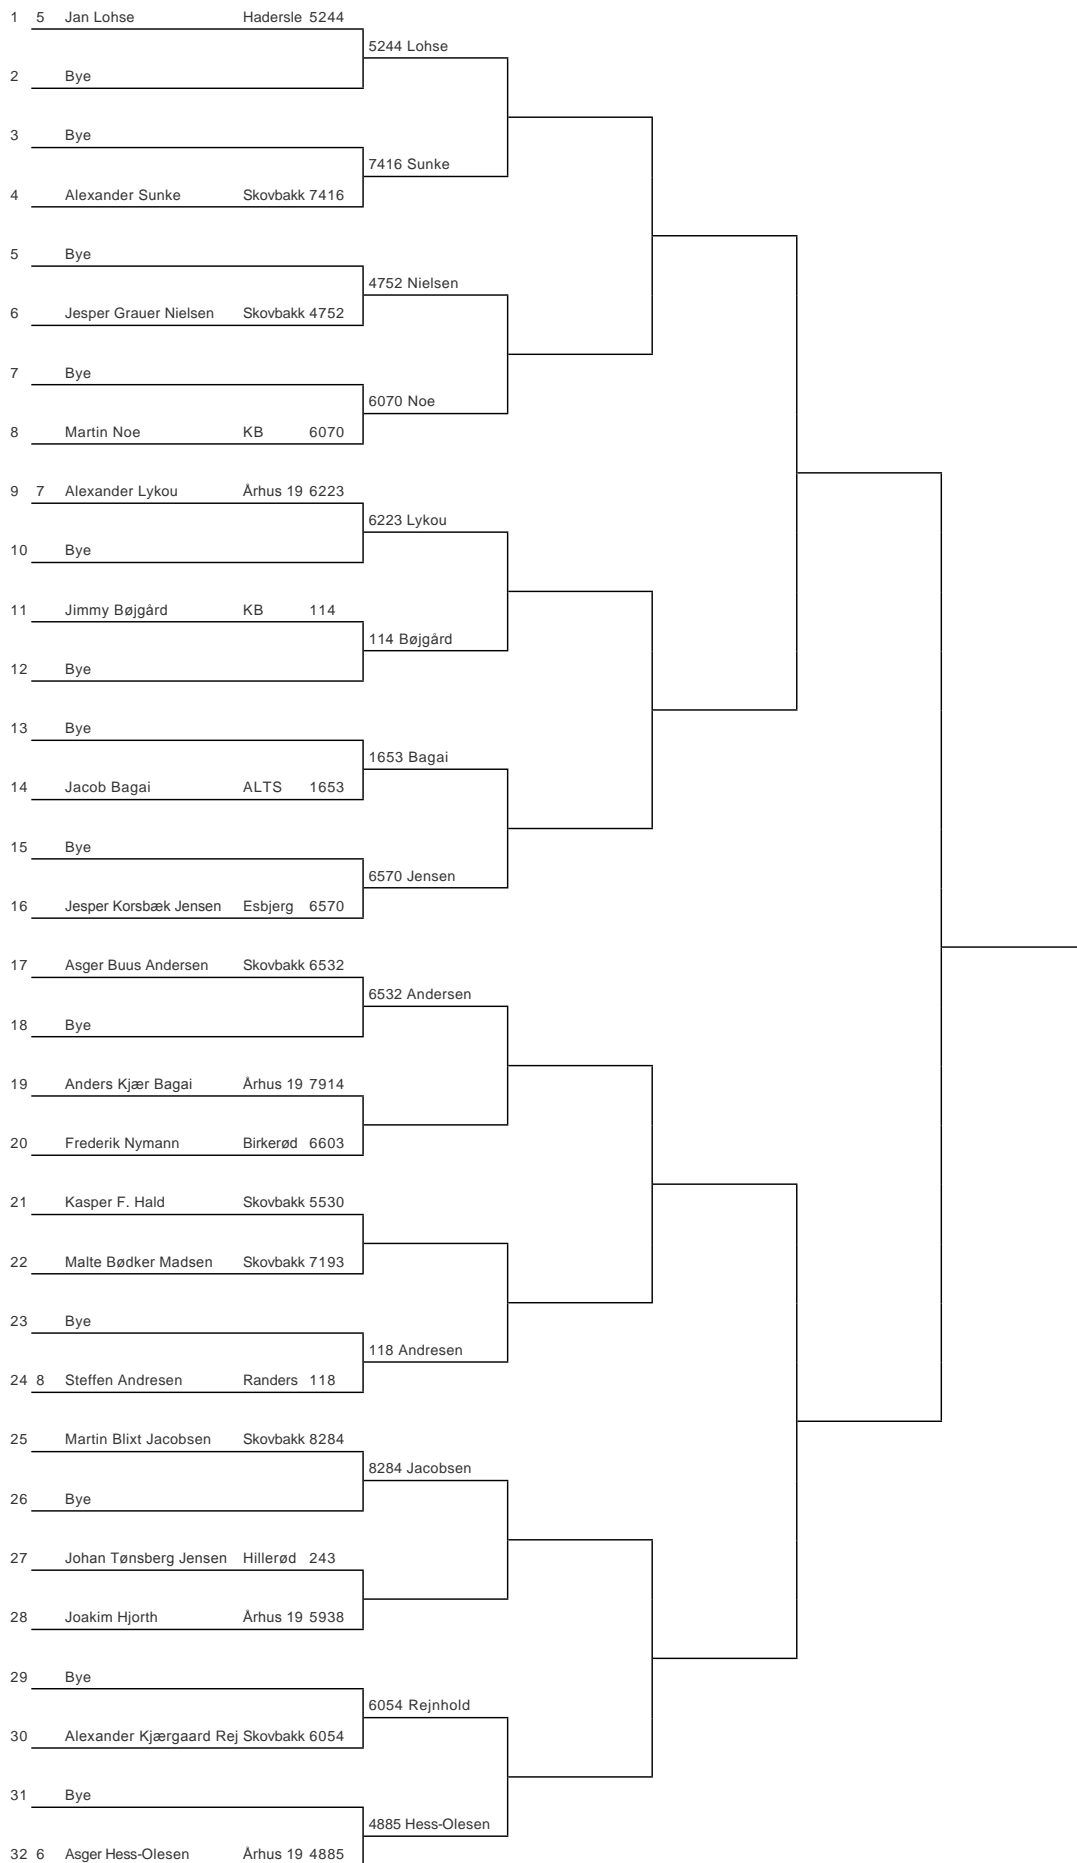 1 5 Jan Lohse Hadersle 5244
5244 Lohse
2 Bye
3 Bye
7416 Sunke
4 Alexander Sunke Skovbakk 7416
5 Bye
4752 Nielsen
6 Jesper Grauer Nielsen Skovbakk 4752
7 Bye
6070 Noe
8 Martin Noe KB 6070
9 7 Alexander Lykou Århus 19 6223
6223 Lykou
10 Bye
11 Jimmy Bøjgård KB 114
114 Bøjgård
12 Bye
13 Bye
1653 Bagai
14 Jacob Bagai ALTS 1653
15 Bye
6570 Jensen
16 Jesper Korsbæk Jensen Esbjerg 6570
17 Asger Buus Andersen Skovbakk 6532
6532 Andersen
18 Bye
19 Anders Kjær Bagai Århus 19 7914
20 Frederik Nymann Birkerød 6603
21 Kasper F. Hald Skovbakk 5530
22 Malte Bødker Madsen Skovbakk 7193
23 Bye
118 Andresen
24 8 Steffen Andresen Randers 118
25 Martin Blixt Jacobsen Skovbakk 8284
8284 Jacobsen
26 Bye
27 Johan Tønsberg Jensen Hillerød 243
28 Joakim Hjorth Århus 19 5938
29 Bye
6054 Rejnhold
30 Alexander Kjærgaard Rej Skovbakk 6054
31 Bye
4885 Hess-Olesen
32 6 Asger Hess-Olesen Århus 19 4885